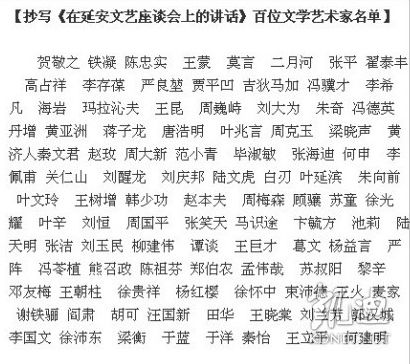 【抄写《在延安文艺座谈会上的讲话》百位文学艺术家名单】
贺敬之 铁凝 陈忠实 王蒙 莫言 二月河 张平 翟泰丰
高占祥 李存葆 严良堃 贾平凹 吉狄马加 冯骥才 李希
凡 海岩 玛拉沁夫 王昆 周巍峙 刘大为 朱奇 冯德英
丹增 黄亚洲 蒋子龙 唐浩明 叶兆言 周克玉 梁晓声 黄
济人秦文君 赵玫 周大新 范小青 毕淑敏 张海迪 何申 李
佩甫 关仁山 刘醒龙 刘庆邦 陆文虎 白刃 叶延滨 朱向前
叶文玲 王树增 韩少功 赵本夫 周梅森 顾骧 苏童 徐光
耀 叶辛 刘恒 周国平 张笑天 马识途 卞毓方 池莉 陆
天明 张洁 刘玉民 柳建伟 谭谈 王巨才 葛文 杨益言 严
阵 冯苓植 熊召政 陈祖芬 郑伯农 孟伟哉 苏叔阳 黎辛
邓友梅 王朝柱 徐贵祥 杨红樱 徐怀中 束沛德 王火 麦家
谢铁骊 阎肃 胡可 汪国新 田华 王晓棠 刘兰芳
李国文 徐沛东 梁衡 于蓝 于洋 秦怡 王立平 何建明